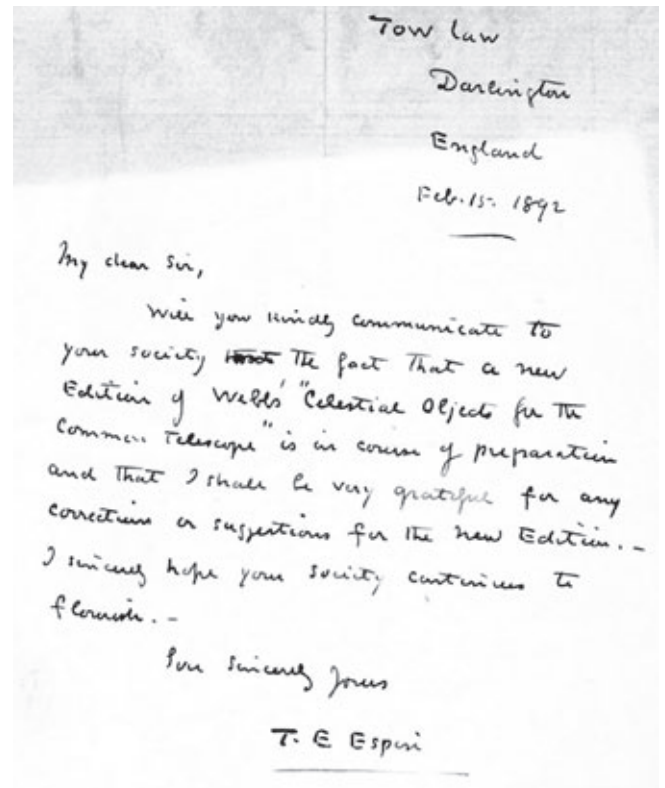 Tow Law
Darlington
England
Feb. 15. 1892
My dear Sir,
Will you kindly communicate to
your society the fact that a new
Edition of Webb's "Celestial Objects for the
Common Telescope" is in course of preparation
and that I shall be very grateful for any
corrections or suggestions for the new Edition. –
I sincerely hope your society continues to
flourish. –
sincerely yours
T. E Espin